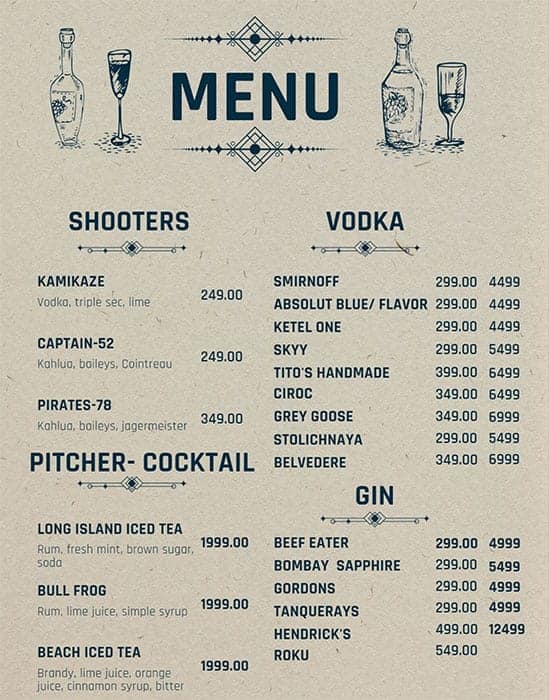 MENU
SHOOTERS
KAMIKAZE
Vodka, triple sec, lime
249.00
CAPTAIN-52
Kahlua, baileys, Cointreau
249.00
PIRATES-78
Kahlua, baileys, jagermeister
349.00
PITCHER- COCKTAIL
LONG ISLAND ICED TEA
Rum, fresh mint, brown sugar,
soda
1999.00
BULL FROG
Rum, lime juice, simple syrup
1999.00
BEACH ICED TEA
Brandy, lime juice, orange
juice, cinnamon syrup, bitter
1999.00
VODKA
SMIRNOFF 299.00 4499
ABSOLUT BLUE/ FLAVOR 299.00 4499
KETEL ONE 299.00 4499
SKYY 299.00 5499
TITO'S HANDMADE 399.00 6499
CIROC 349.00 6499
GREY GOOSE 349.00 6999
STOLICHNAYA 299.00 5499
BELVEDERE 349.00 6999
GIN
BEEF EATER 299.00 4999
BOMBAY SAPPHIRE 299.00 5499
GORDONS 299.00 4999
TANQUERAYS 299.00 4999
HENDRICK'S 499.00 12499
ROKU 549.00